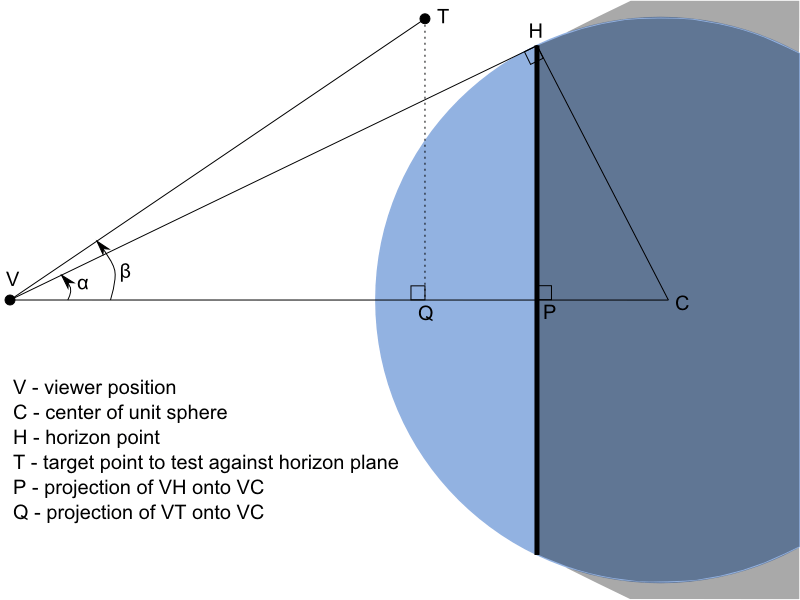 T
H
V
α
β
Q
P
C
V - viewer position
C - center of unit sphere
H - horizon point
T - target point to test against horizon plane
P - projection of VH onto VC
Q - projection of VT onto VC